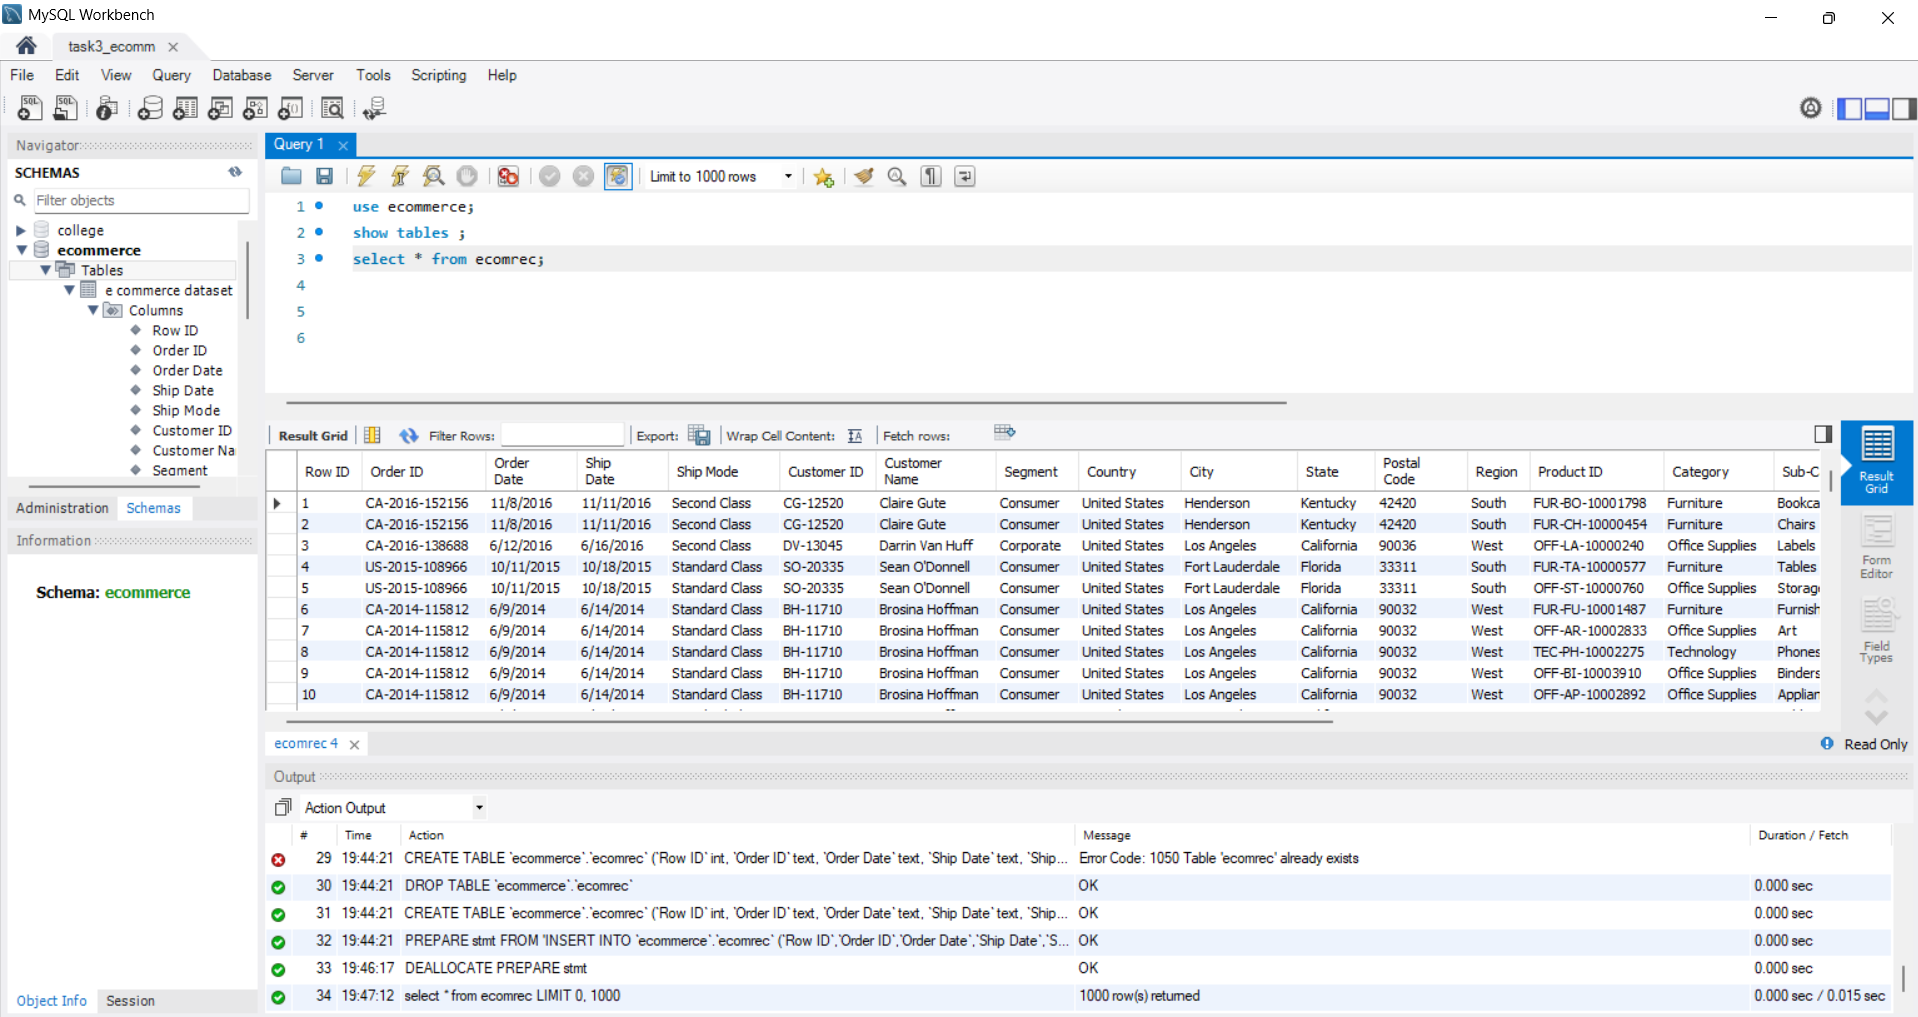 MySQL Workbench
task3_ecomm
File Edit View Query Database Server Tools Scripting Help
Navigator
SCHEMAS
Filter objects
college
ecommerce
Tables
e commerce dataset
Columns
Row ID
Order ID
Order Date
Ship Date
Ship Mode
Customer ID
Customer Na
Segment
Administration Schemas
Information
Schema: ecommerce
Object Info Session
Query 1
Limit to 1000 rows
1 use ecommerce;
2 show tables ;
3 select * from ecomrec;
4
5
6
Result Grid Filter Rows: Export: Wrap Cell Content: Fetch rows:
Row ID Order ID Order Date Ship Date Ship Mode Customer ID Customer Name Segment Country City State Postal Code Region Product ID Category Sub-C
1 CA-2016-152156 11/8/2016 11/11/2016 Second Class CG-12520 Claire Gute Consumer United States Henderson Kentucky 42420 South FUR-BO-10001798 Furniture Bookca
2 CA-2016-152156 11/8/2016 11/11/2016 Second Class CG-12520 Claire Gute Consumer United States Henderson Kentucky 42420 South FUR-CH-10000454 Furniture Chairs
3 CA-2016-138688 6/12/2016 6/16/2016 Second Class DV-13045 Darrin Van Huff Corporate United States Los Angeles California 90036 West OFF-LA-10000240 Office Supplies Labels
4 US-2015-108966 10/11/2015 10/18/2015 Standard Class SO-20335 Sean O'Donnell Consumer United States Fort Lauderdale Florida 33311 South FUR-TA-10000577 Furniture Tables
5 US-2015-108966 10/11/2015 10/18/2015 Standard Class SO-20335 Sean O'Donnell Consumer United States Fort Lauderdale Florida 33311 South OFF-ST-10000760 Office Supplies Storag
6 CA-2014-115812 6/9/2014 6/14/2014 Standard Class BH-11710 Brosina Hoffman Consumer United States Los Angeles California 90032 West FUR-FU-10001487 Furniture Furnish
7 CA-2014-115812 6/9/2014 6/14/2014 Standard Class BH-11710 Brosina Hoffman Consumer United States Los Angeles California 90032 West OFF-AR-10002833 Office Supplies Art
8 CA-2014-115812 6/9/2014 6/14/2014 Standard Class BH-11710 Brosina Hoffman Consumer United States Los Angeles California 90032 West TEC-PH-10002275 Technology Phones
9 CA-2014-115812 6/9/2014 6/14/2014 Standard Class BH-11710 Brosina Hoffman Consumer United States Los Angeles California 90032 West OFF-BI-10003910 Office Supplies Binders
10 CA-2014-115812 6/9/2014 6/14/2014 Standard Class BH-11710 Brosina Hoffman Consumer United States Los Angeles California 90032 West OFF-AP-10002892 Office Supplies Applian
Result Grid
Form Editor
Field Types
ecomrec 4
Read Only
Output
Action Output
# Time Action Message Duration / Fetch
29 19:44:21 CREATE TABLE `ecommerce`.`ecomrec` (`Row ID` int, `Order ID` text, `Order Date` text, `Ship Date` text, `Ship... Error Code: 1050 Table 'ecomrec' already exists
30 19:44:21 DROP TABLE `ecommerce`.`ecomrec` OK 0.000 sec
31 19:44:21 CREATE TABLE `ecommerce`.`ecomrec` (`Row ID` int, `Order ID` text, `Order Date` text, `Ship Date` text, `Ship... OK 0.000 sec
32 19:44:21 PREPARE stmt FROM 'INSERT INTO `ecommerce`.`ecomrec` (`Row ID`,`Order ID`,`Order Date`,`Ship Date`,`S... OK 0.000 sec
33 19:46:17 DEALLOCATE PREPARE stmt OK 0.000 sec
34 19:47:12 select * from ecomrec LIMIT 0, 1000 1000 row(s) returned 0.000 sec / 0.015 sec